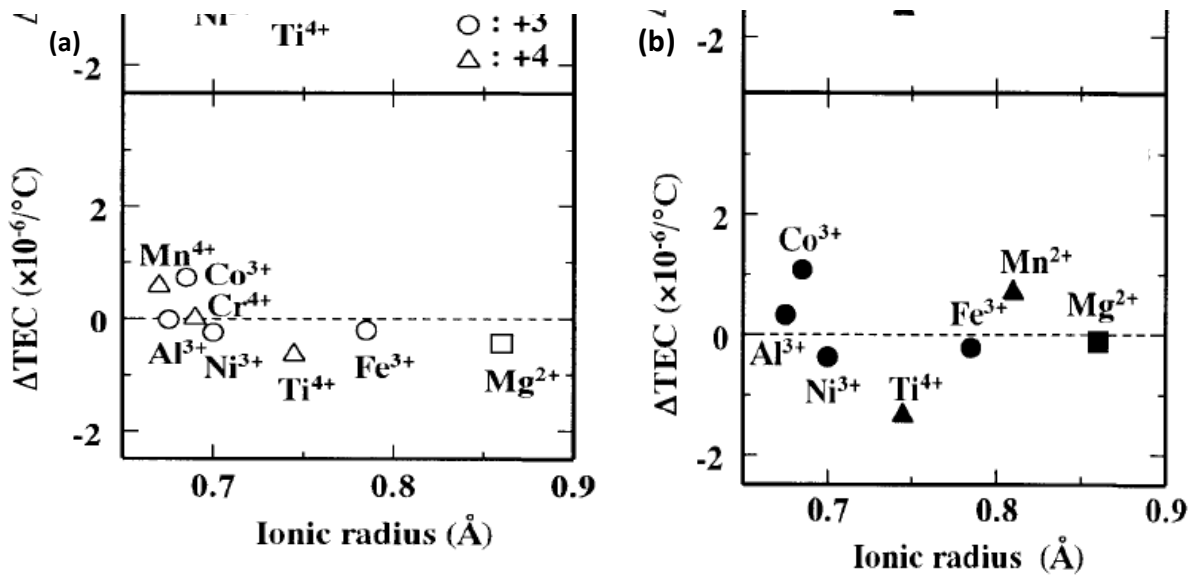 (a)
Ti⁴⁺
○ : +3
△ : +4
-2
ΔTEC (×10⁻⁶/°C)
2
0
-2
Mn⁴⁺
Co³⁺
Cr⁴⁺
Al³⁺
Ni³⁺
Ti⁴⁺
Fe³⁺
Mg²⁺
0.7
0.8
0.9
Ionic radius (Å)
(b)
-2
ΔTEC (×10⁻⁶/°C)
2
0
-2
Co³⁺
Mn²⁺
Fe³⁺
Mg²⁺
Al³⁺
Ni³⁺
Ti⁴⁺
0.7
0.8
0.9
Ionic radius (Å)